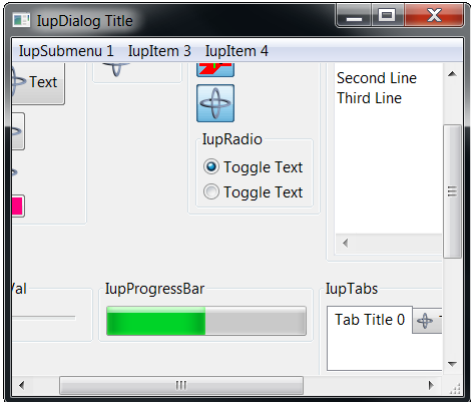 IupDialog Title
IupSubmenu 1 IupItem 3 IupItem 4
Text
Second Line
Third Line
IupRadio
Toggle Text
Toggle Text
IupProgressBar
IupTabs
Tab Title 0